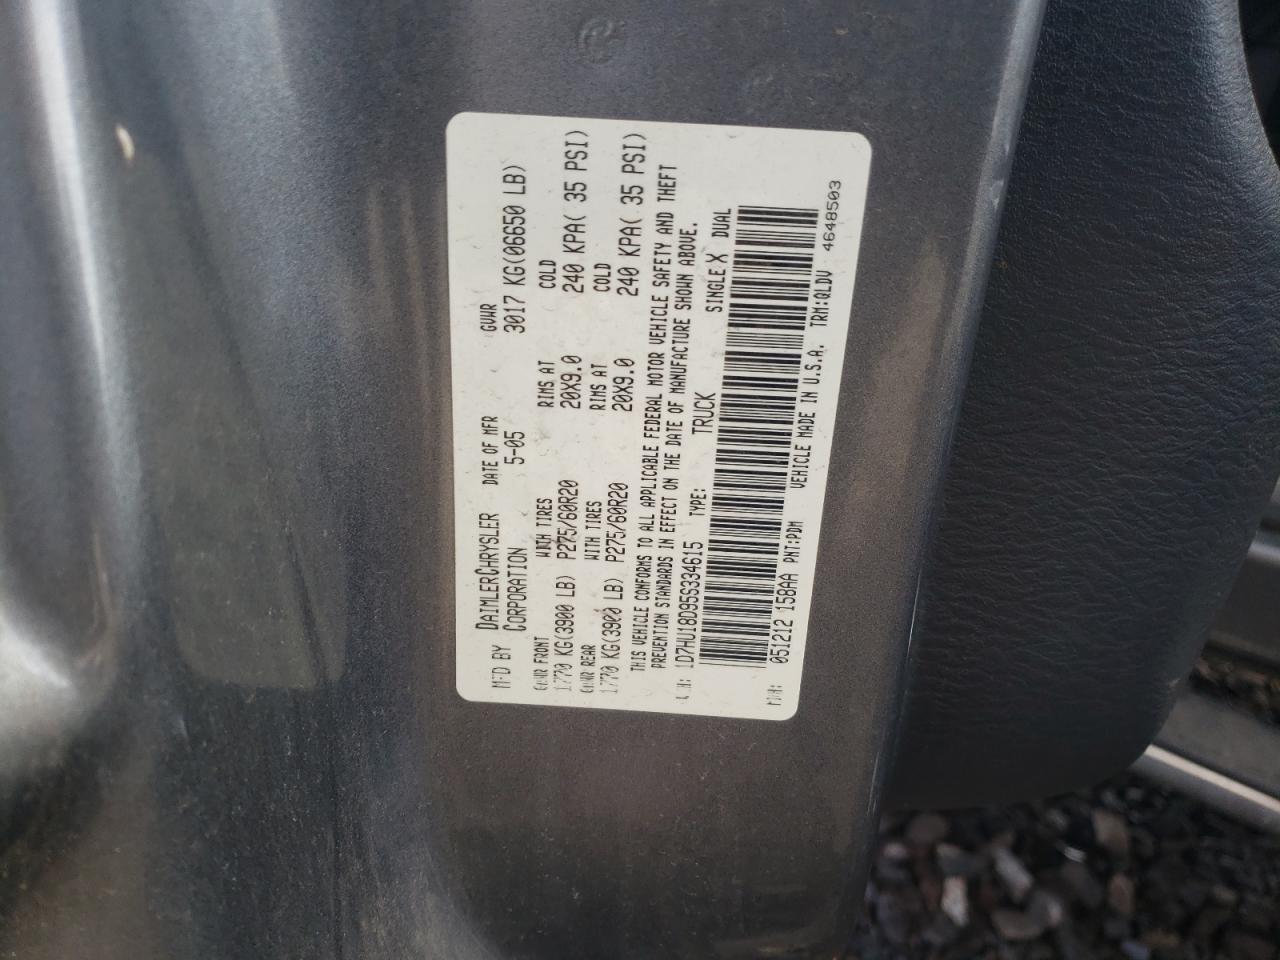 MFD BY DAIMLERCHRYSLER CORPORATION DATE OF MFR 5-05 GVWR 3017 KG(06650 LB)
GAWR FRONT WITH TIRES RIMS AT COLD
1770 KG(3900 LB) P275/60R20 20X9.0 240 KPA( 35 PSI)
GAWR REAR WITH TIRES RIMS AT COLD
1770 KG(3900 LB) P275/60R20 20X9.0 240 KPA( 35 PSI)
THIS VEHICLE CONFORMS TO ALL APPLICABLE FEDERAL MOTOR VEHICLE SAFETY AND THEFT
PREVENTION STANDARDS IN EFFECT ON THE DATE OF MANUFACTURE SHOWN ABOVE.
1D7HU18D95S334615 TYPE: TRUCK SINGLE X DUAL
MDH: 051212 158AA PNT:PDM VEHICLE MADE IN U.S.A. TRM:QLDV 4648503